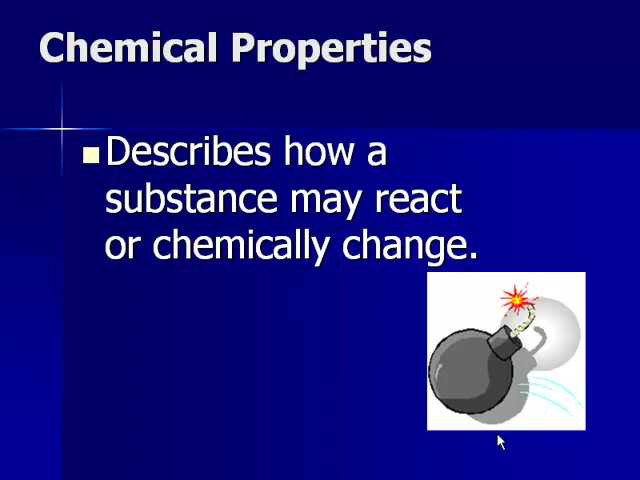 Chemical Properties
Describes how a
substance may react
or chemically change.